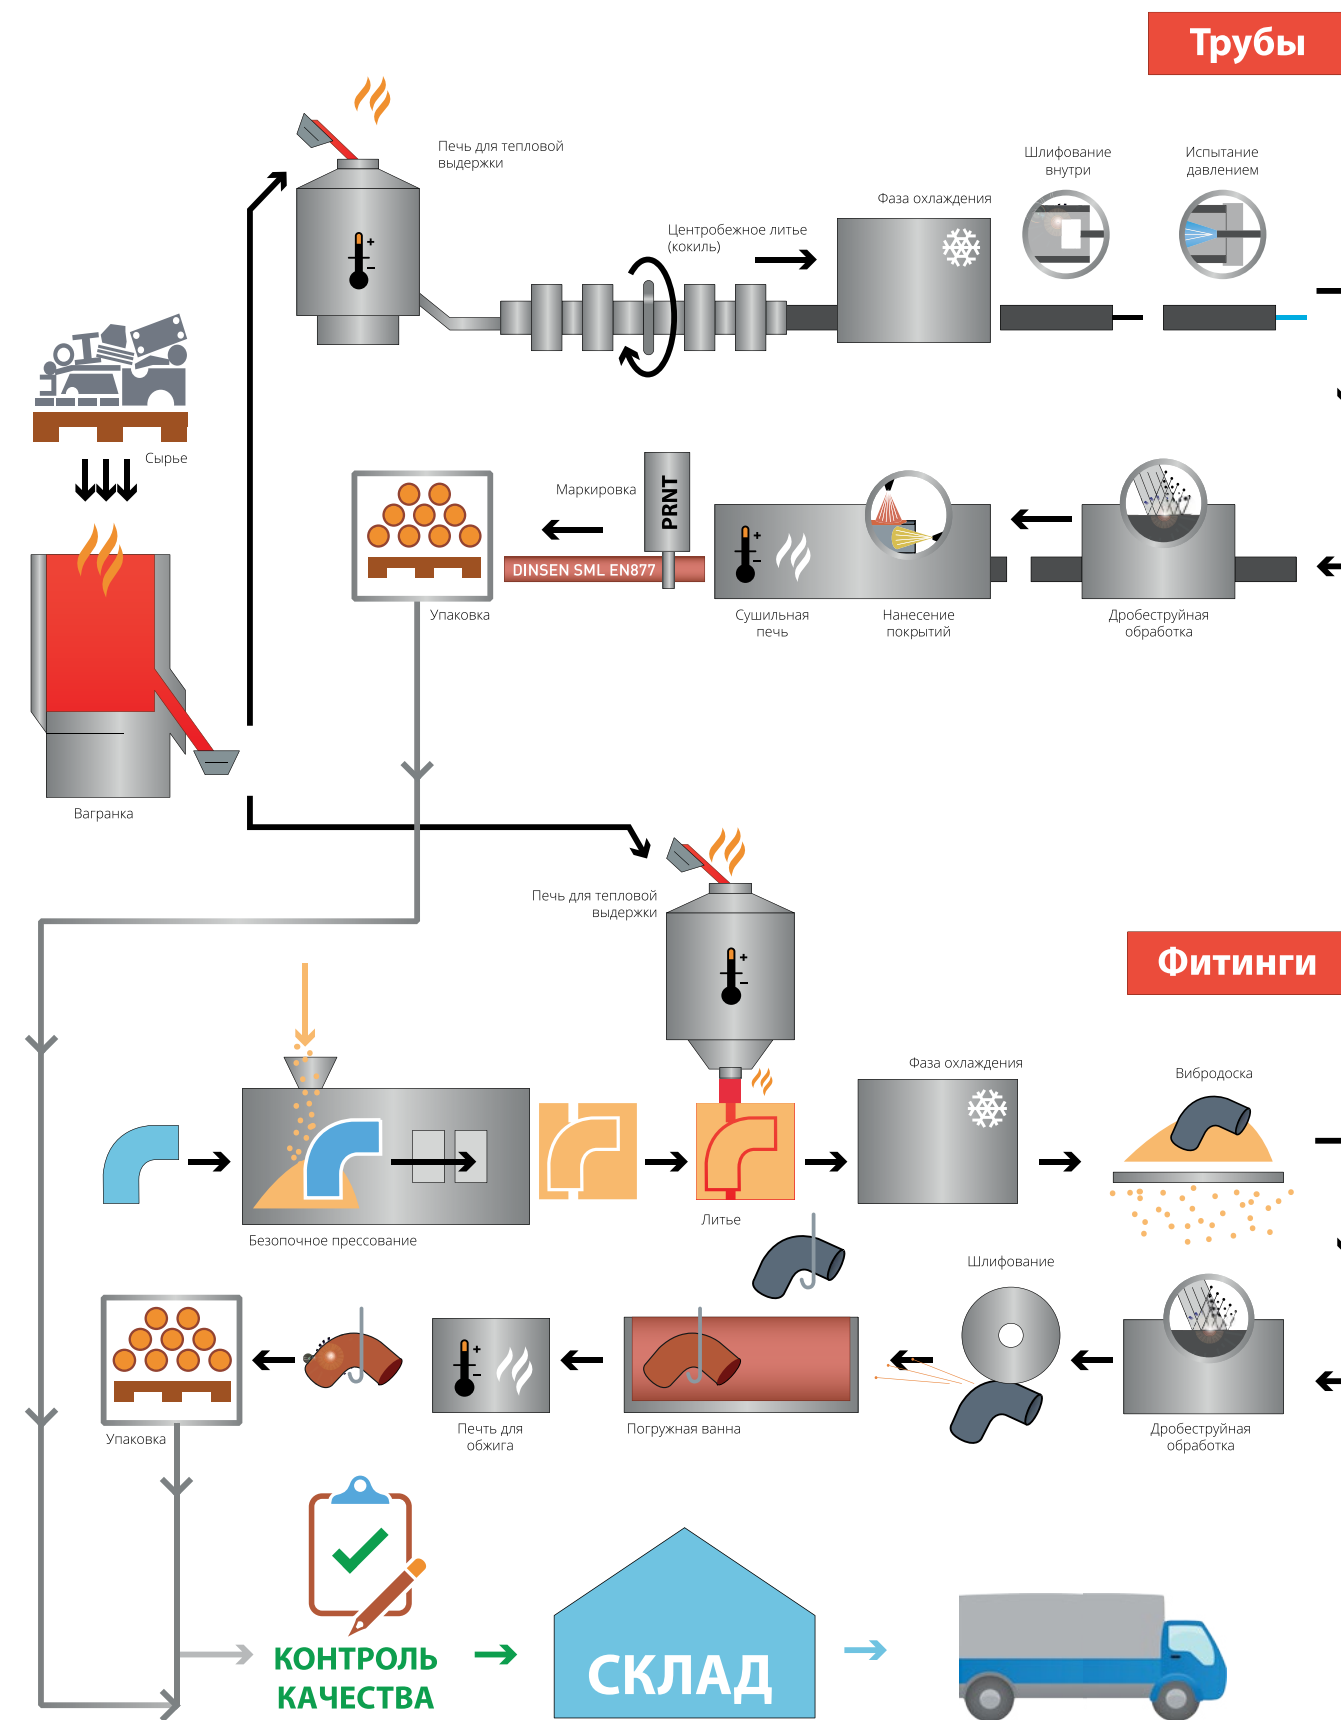 Трубы
Печь для тепловой
выдержки
Центробежное литье
(кокиль)
Фаза охлаждения
Шлифование
внутри
Испытание
давлением
Сырье
Вагранка
Упаковка
Маркировка
PRNT
DINSEN SML EN877
Сушильная
печь
Нанесение
покрытий
Дробеструйная
обработка
Печь для тепловой
выдержки
Фитинги
Безопочное прессование
Литье
Фаза охлаждения
Вибродоска
Шлифование
Дробеструйная
обработка
Погружная ванна
Печть для
обжига
Упаковка
КОНТРОЛЬ
КАЧЕСТВА
СКЛАД